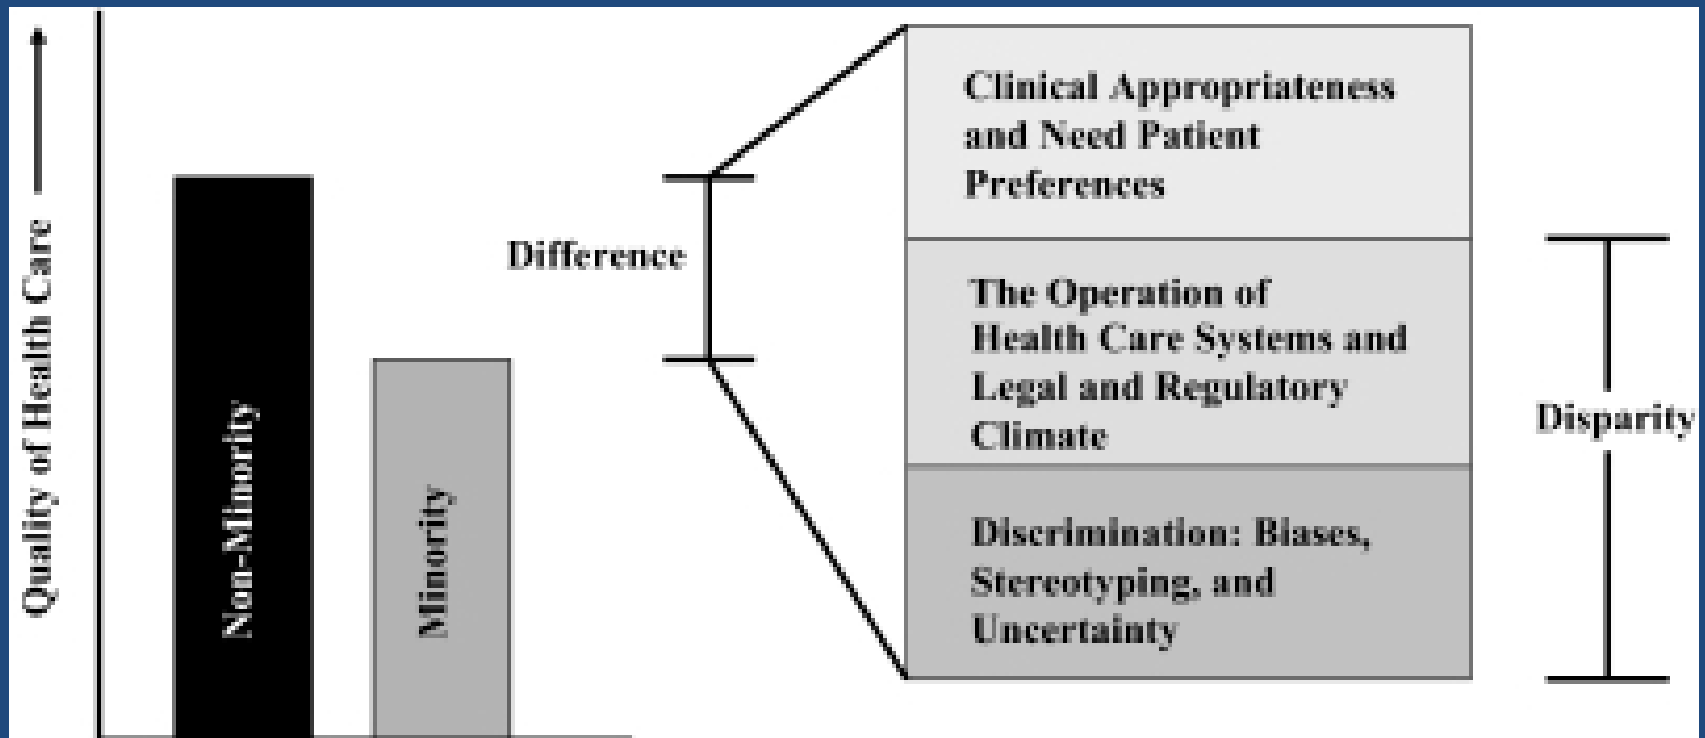 Quality of Health Care
Non-Minority
Minority
Difference
Clinical Appropriateness
and Need Patient
Preferences
The Operation of
Health Care Systems and
Legal and Regulatory
Climate
Discrimination: Biases,
Stereotyping, and
Uncertainty
Disparity